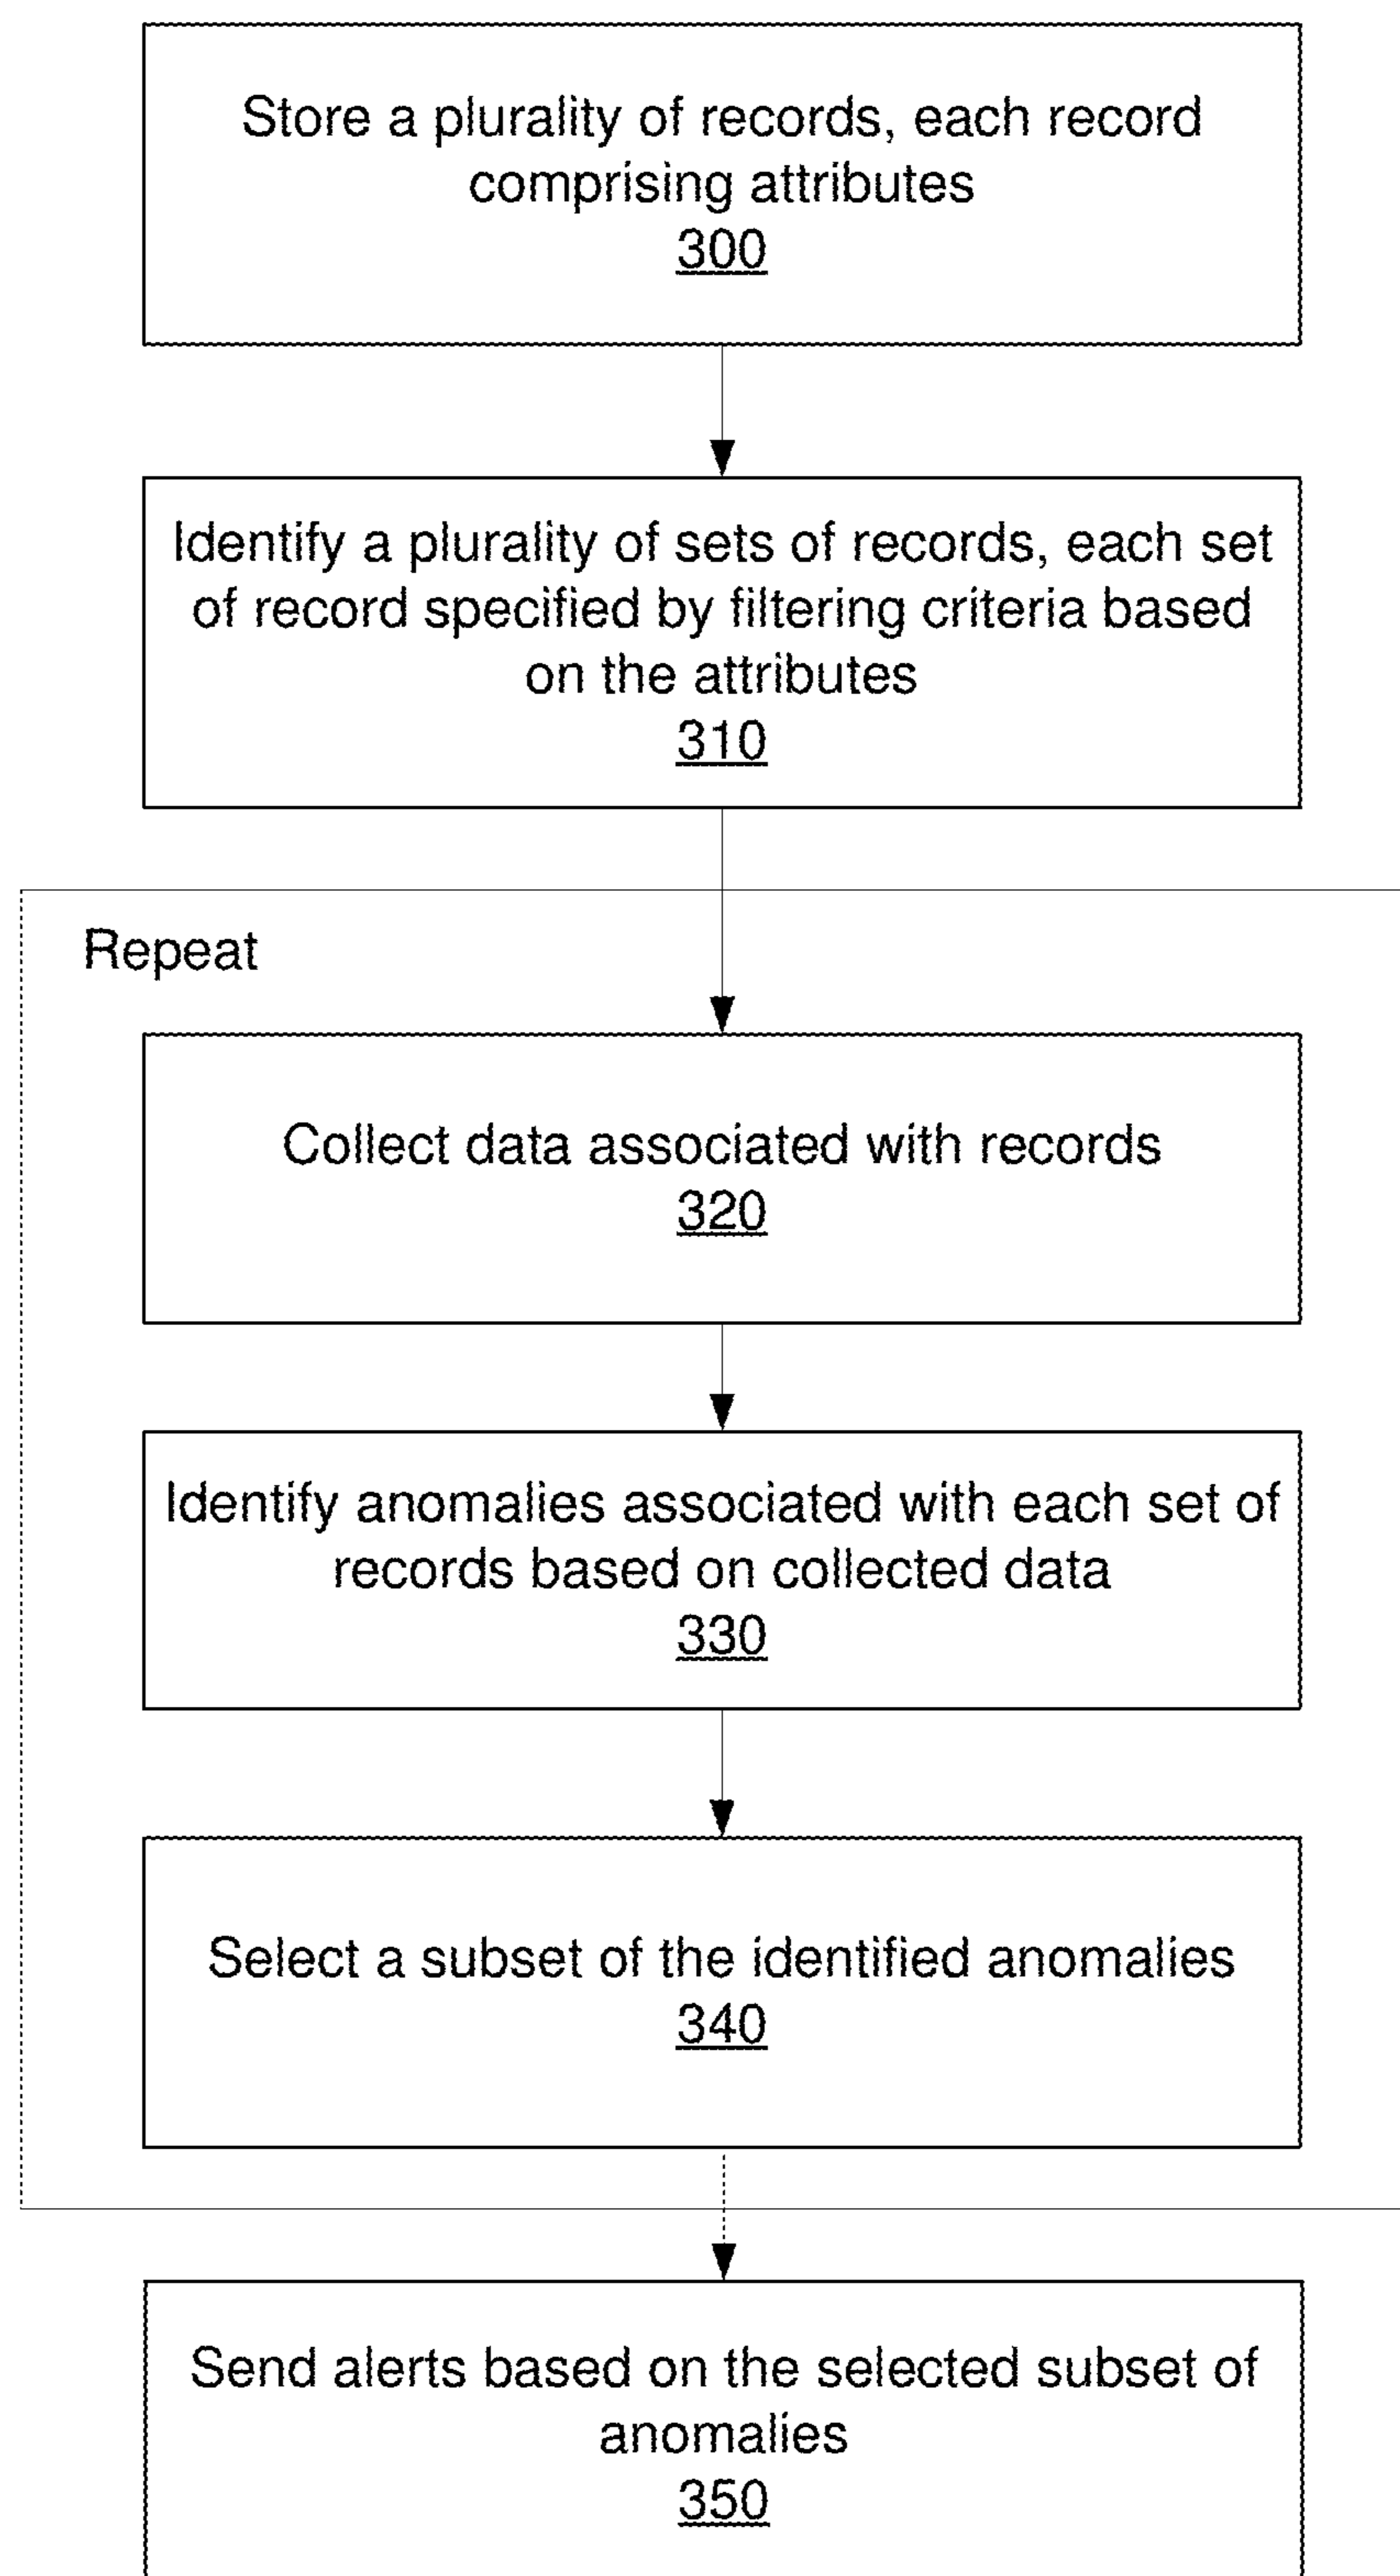 Store a plurality of records, each record
comprising attributes
300
Identify a plurality of sets of records, each set
of record specified by filtering criteria based
on the attributes
310
Repeat
Collect data associated with records
320
Identify anomalies associated with each set of
records based on collected data
330
Select a subset of the identified anomalies
340
Send alerts based on the selected subset of
anomalies
350